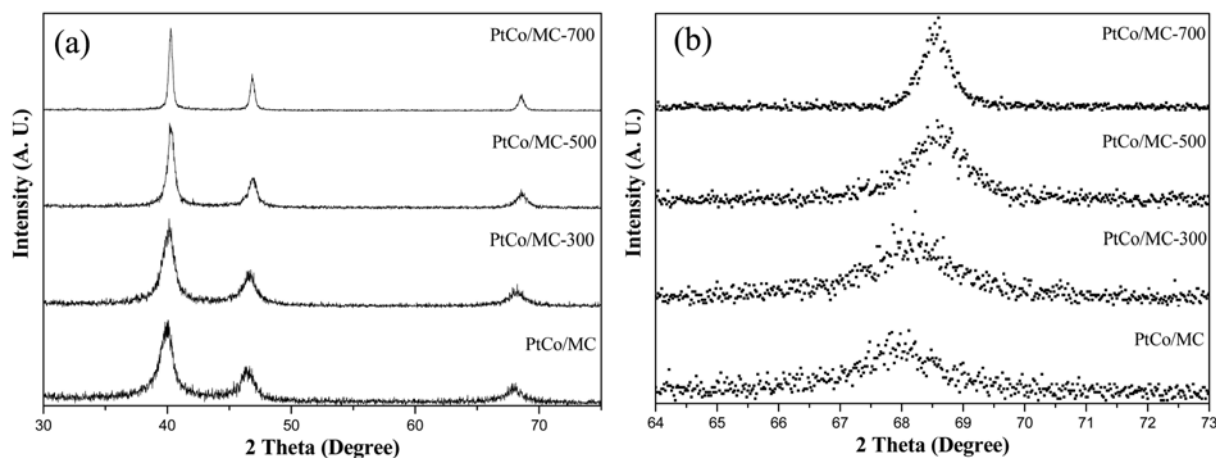 (a)
PtCo/MC-700
PtCo/MC-500
PtCo/MC-300
PtCo/MC
Intensity (A. U.)
30 40 50 60 70
2 Theta (Degree)
(b)
PtCo/MC-700
PtCo/MC-500
PtCo/MC-300
PtCo/MC
Intensity (A. U.)
64 65 66 67 68 69 70 71 72 73
2 Theta (Degree)